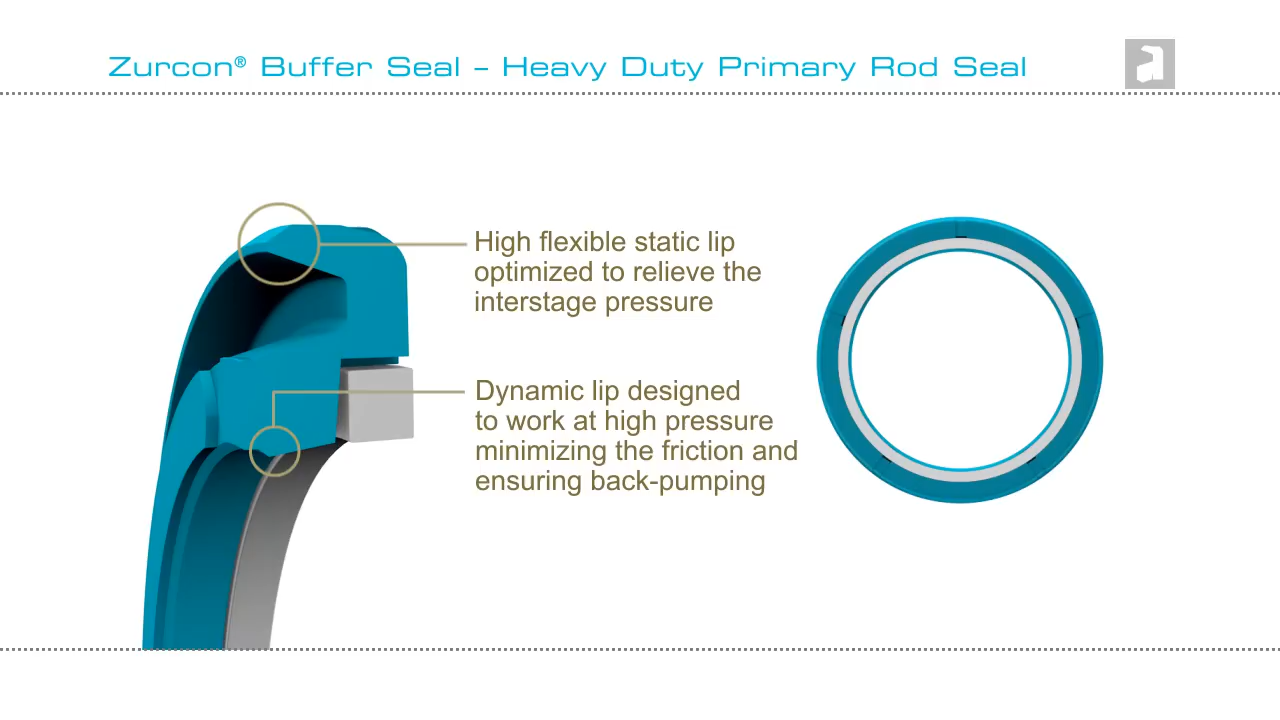 Zurcon® Buffer Seal – Heavy Duty Primary Rod Seal
High flexible static lip
optimized to relieve the
interstage pressure
Dynamic lip designed
to work at high pressure
minimizing the friction and
ensuring back-pumping